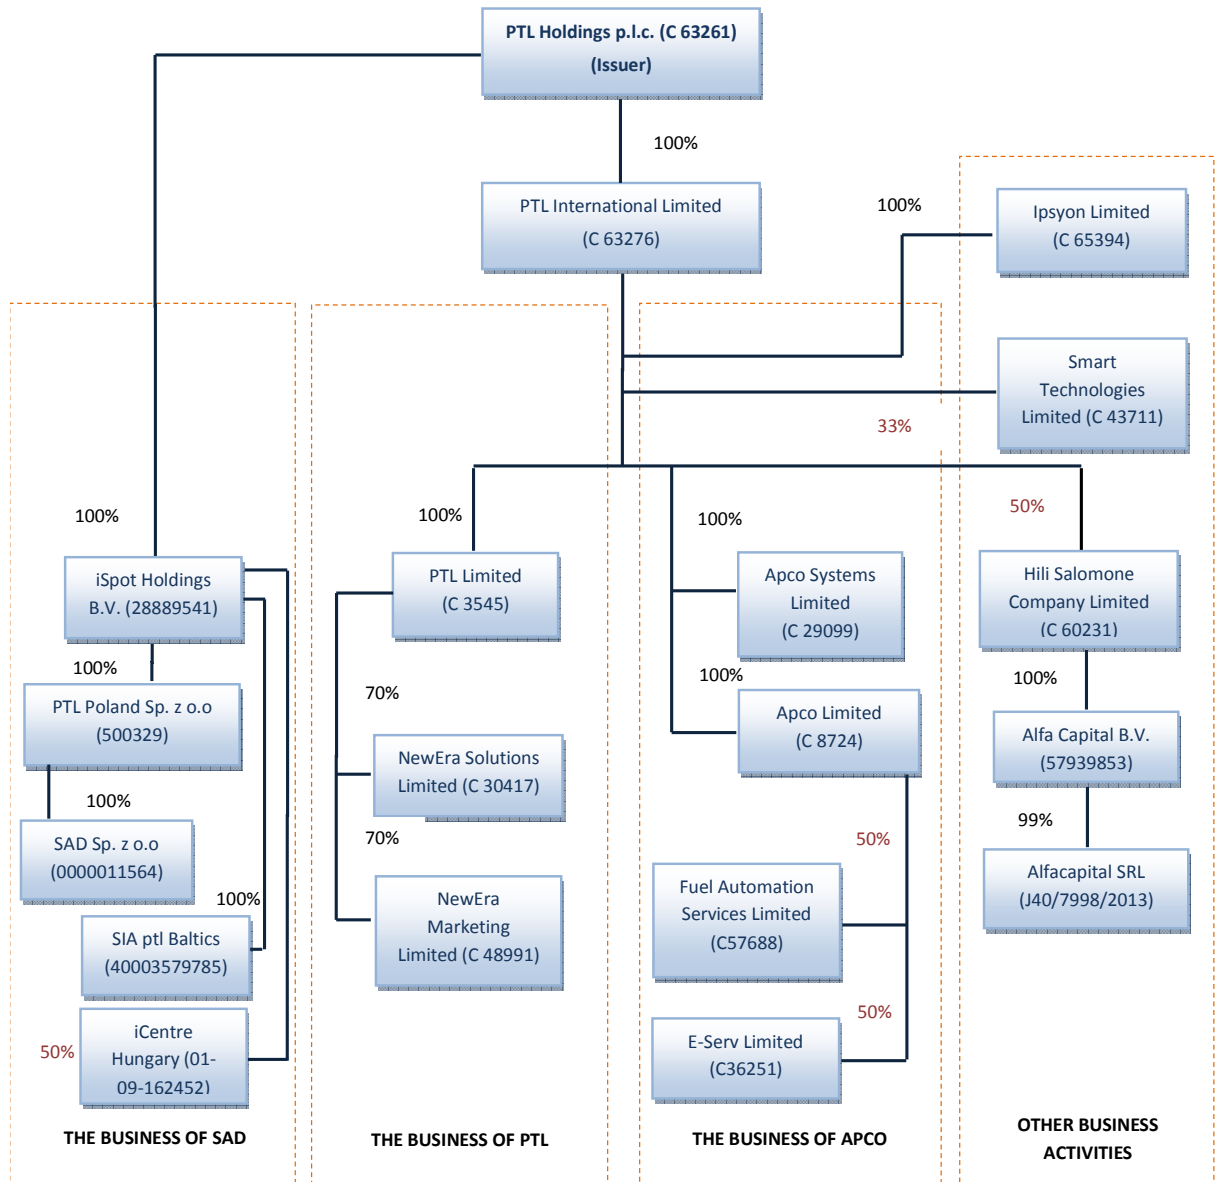 PTL Holdings p.l.c. (C 63261)
(Issuer)
100%
PTL International Limited
(C 63276)
100%
Ipsyon Limited
(C 65394)
Smart
Technologies
Limited (C 43711)
33%
100%
iSpot Holdings
B.V. (28889541)
100%
PTL Poland Sp. z o.o
(500329)
100%
SAD Sp. z o.o
(0000011564)
100%
SIA ptl Baltics
(40003579785)
50%
iCentre
Hungary (01-
09-162452)
THE BUSINESS OF SAD
100%
PTL Limited
(C 3545)
70%
NewEra Solutions
Limited (C 30417)
70%
NewEra
Marketing
Limited (C 48991)
THE BUSINESS OF PTL
100%
Apco Systems
Limited
(C 29099)
100%
Apco Limited
(C 8724)
50%
Fuel Automation
Services Limited
(C57688)
50%
E-Serv Limited
(C36251)
THE BUSINESS OF APCO
50%
Hili Salomone
Company Limited
(C 60231)
100%
Alfa Capital B.V.
(57939853)
99%
Alfacapital SRL
(J40/7998/2013)
OTHER BUSINESS
ACTIVITIES